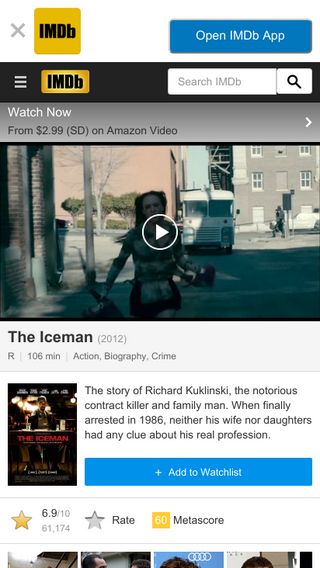 IMDb
Open IMDb App
IMDb
Search IMDb
Watch Now
From $2.99 (SD) on Amazon Video
The Iceman (2012)
R | 106 min | Action, Biography, Crime
THE ICEMAN
The story of Richard Kuklinski, the notorious
contract killer and family man. When finally
arrested in 1986, neither his wife nor daughters
had any clue about his real profession.
+ Add to Watchlist
6.9/10
61,174
Rate
60 Metascore